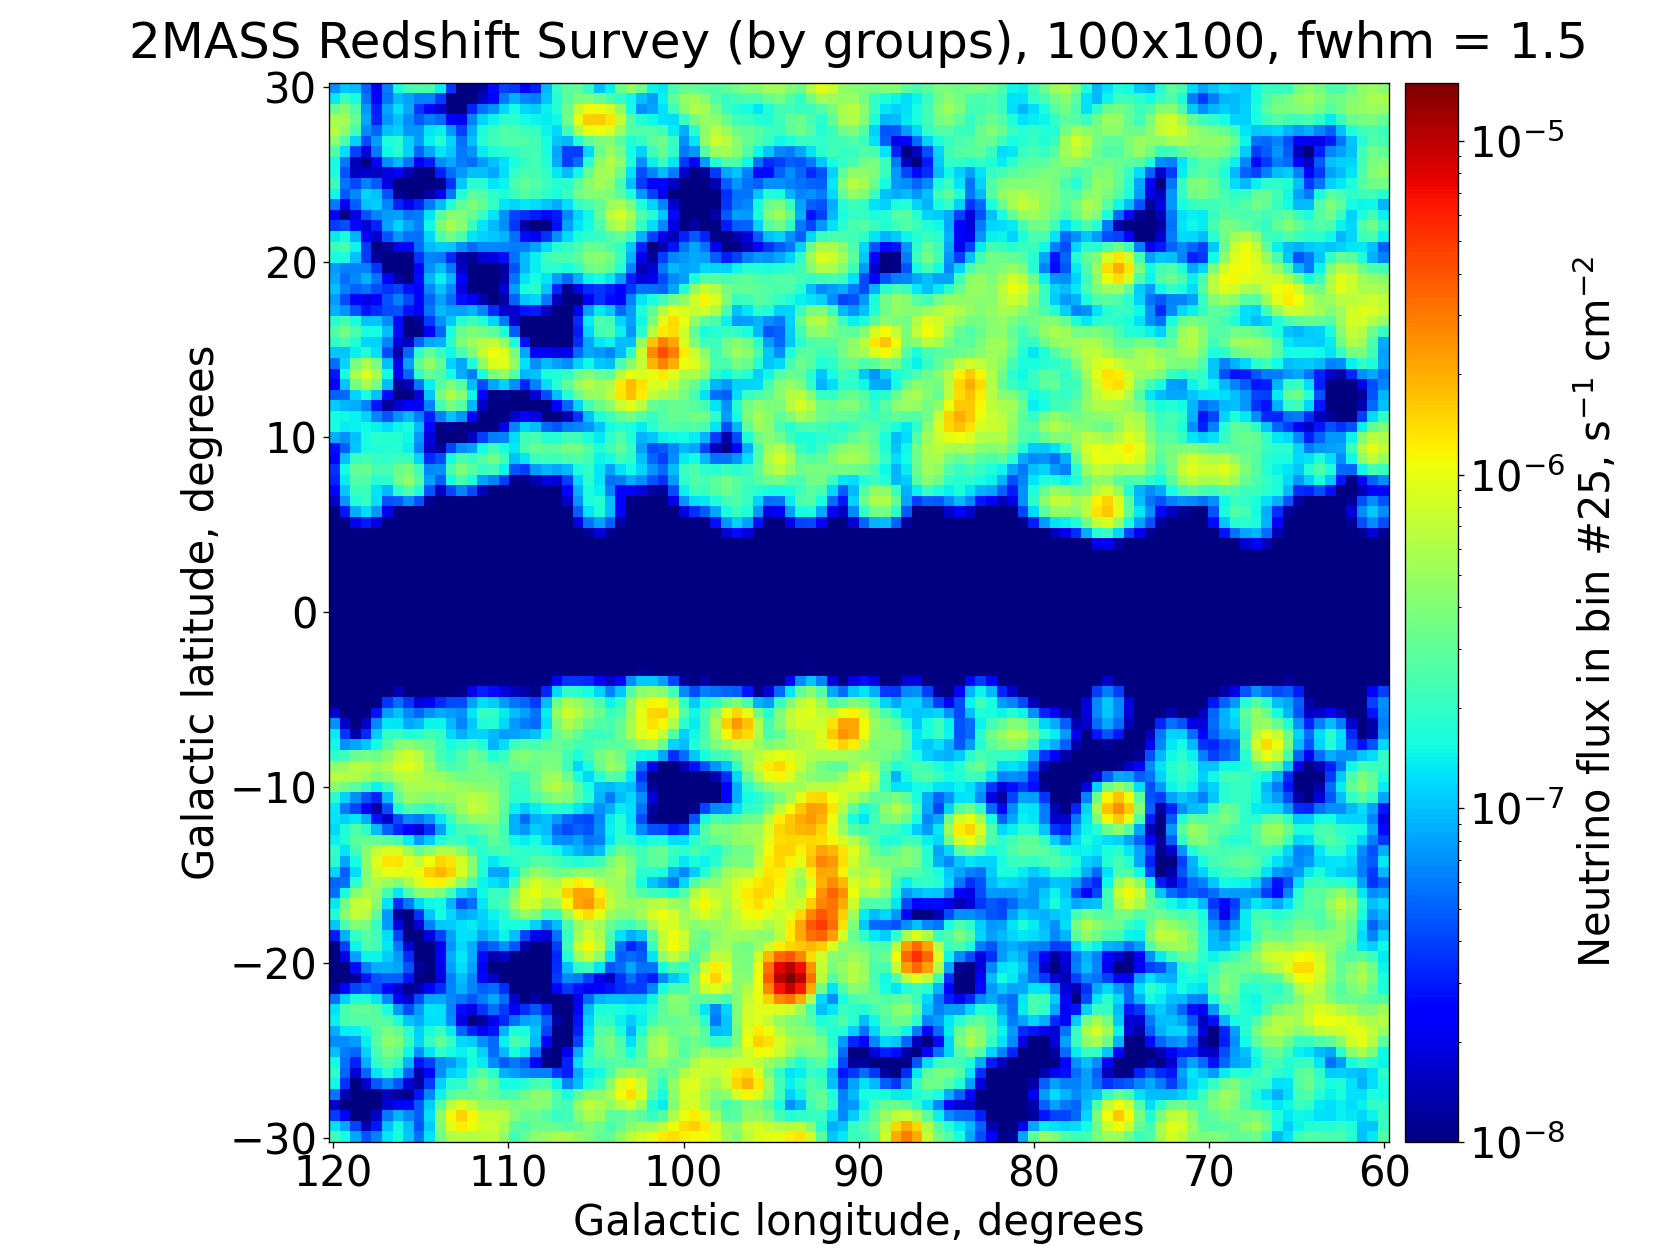 2MASS Redshift Survey (by groups), 100x100, fwhm = 1.5
30
20
10
0
−10
−20
−30
Galactic latitude, degrees
120 110 100 90 80 70 60
Galactic longitude, degrees
10⁻⁵
10⁻⁶
10⁻⁷
10⁻⁸
Neutrino flux in bin #25, s⁻¹ cm⁻²